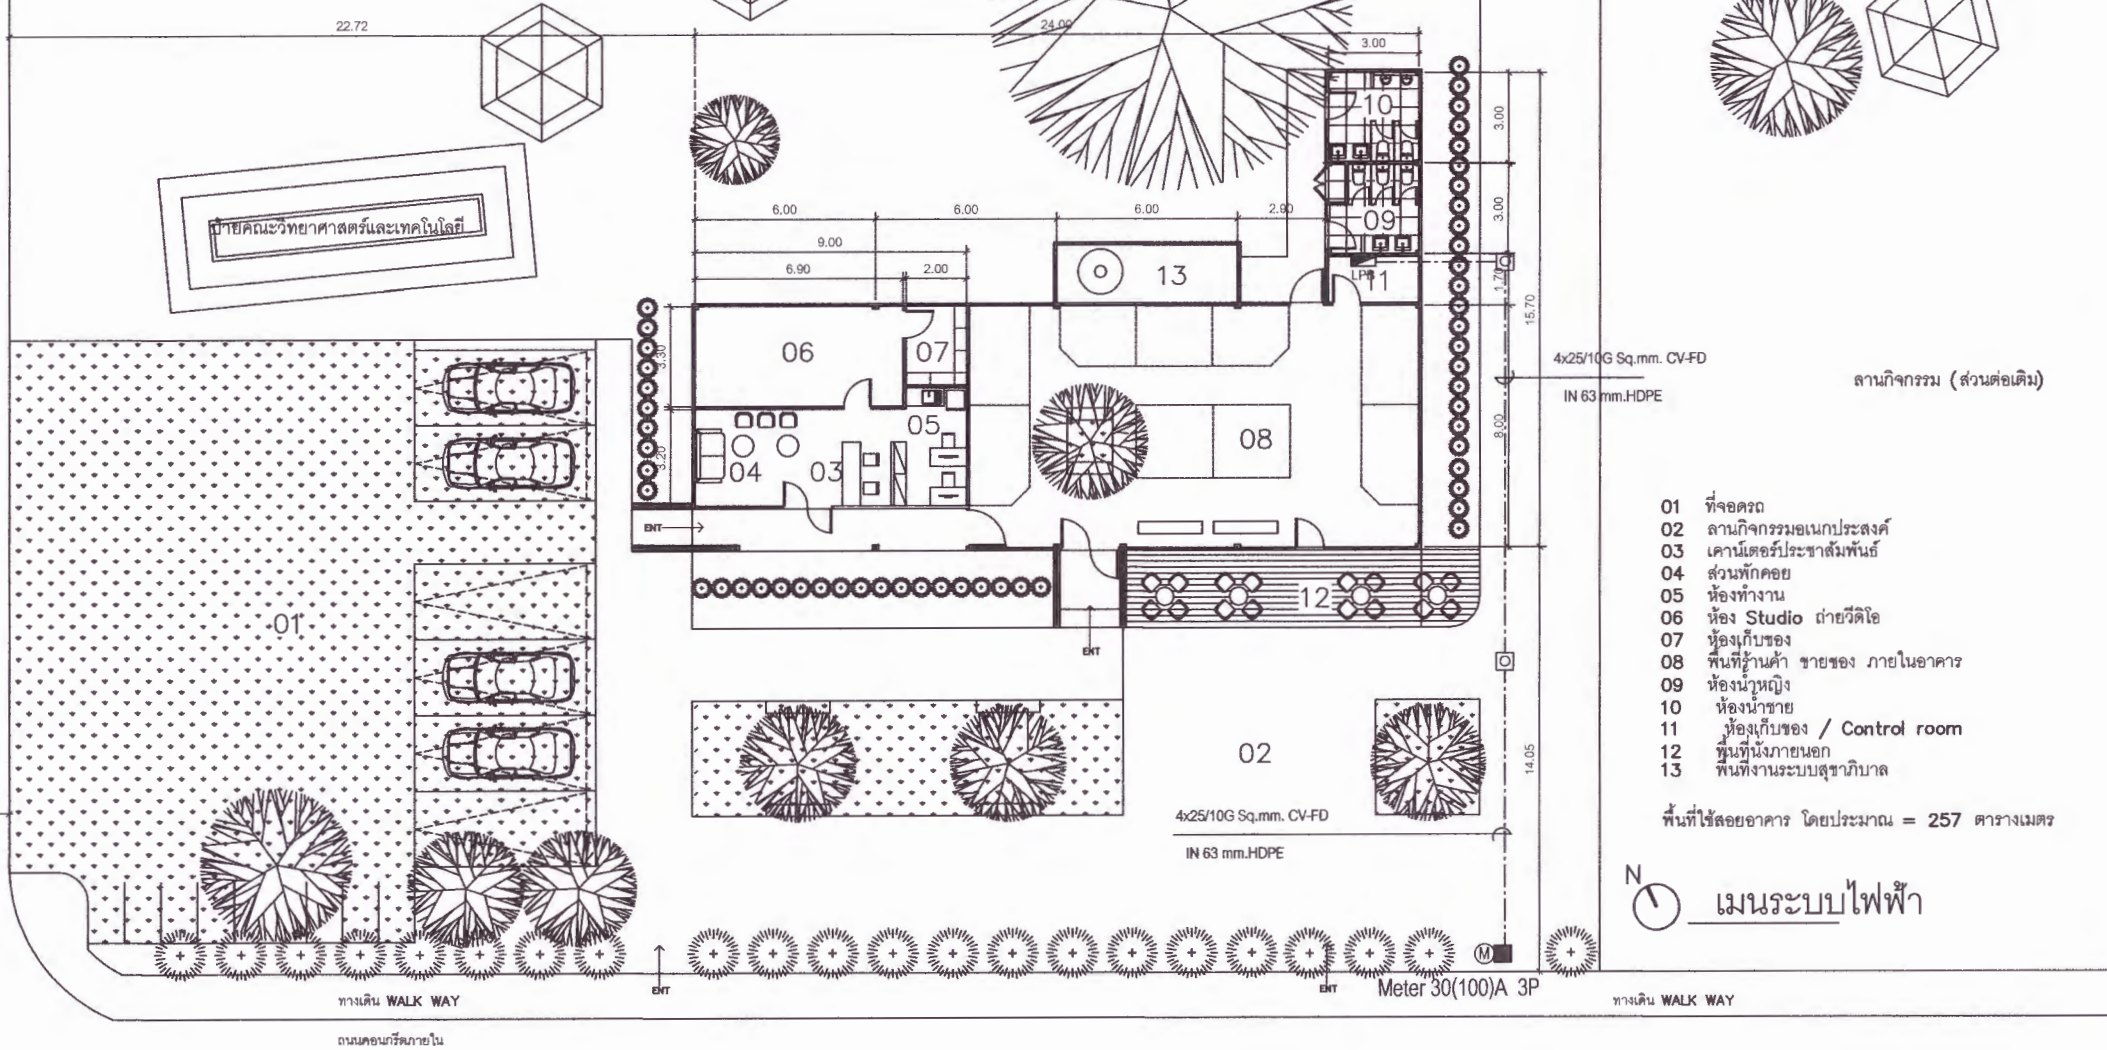 22.72
24.00
3.00
10
3.00
ป้ายคณะวิทยาศาสตร์และเทคโนโลยี
6.00
6.00
6.00
2.90
09
3.00
9.00
6.90
2.00
13
LPB
11
1.70
15.70
06
07
3.30
4x25/10G Sq.mm. CV-FD
IN 63 mm.HDPE
ลานกิจกรรม (ส่วนต่อเติม)
05
08
8.00
04
03
3.20
ENT
01 ที่จอดรถ
02 ลานกิจกรรมอเนกประสงค์
03 เคาน์เตอร์ประชาสัมพันธ์
04 ส่วนพักคอย
05 ห้องทำงาน
06 ห้อง Studio ถ่ายวีดิโอ
07 ห้องเก็บของ
08 พื้นที่ร้านค้า ขายของ ภายในอาคาร
09 ห้องน้ำหญิง
10 ห้องน้ำชาย
11 ห้องเก็บของ / Control room
12 พื้นที่นั่งภายนอก
13 พื้นที่งานระบบสุขาภิบาล
พื้นที่ใช้สอยอาคาร โดยประมาณ = 257 ตารางเมตร
01
12
ENT
02
14.05
4x25/10G Sq.mm. CV-FD
IN 63 mm.HDPE
N
เมนระบบไฟฟ้า
M
ENT
ENT
Meter 30(100)A 3P
ทางเดิน WALK WAY
ทางเดิน WALK WAY
ถนนคอนกรีตภายใน